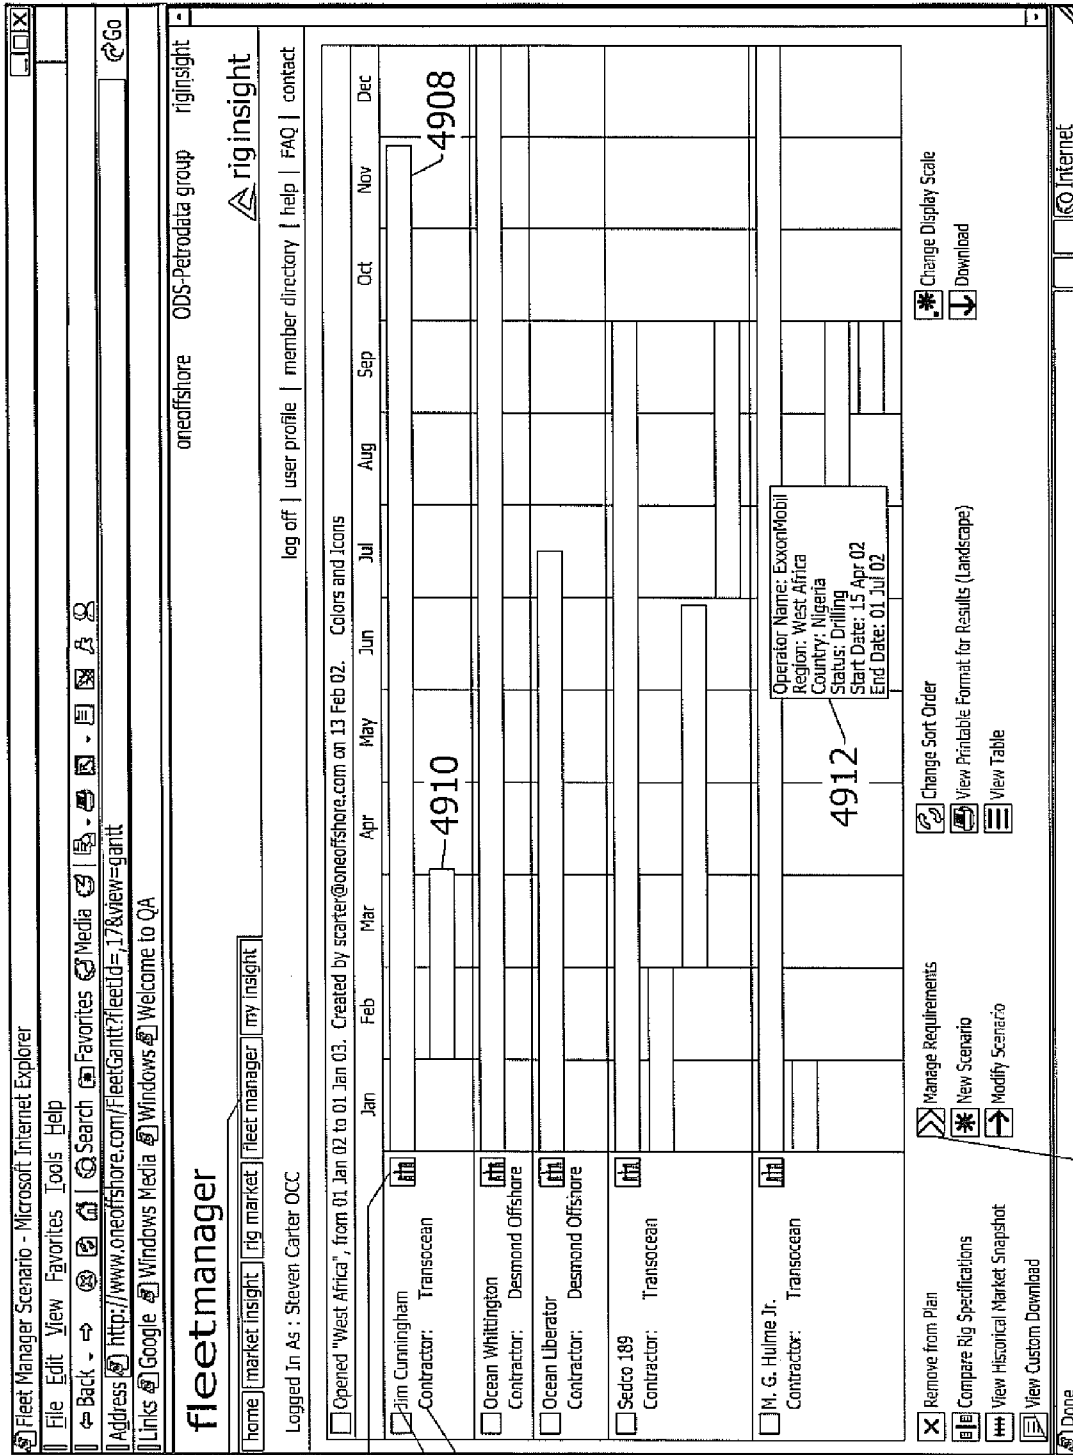 Fleet Manager Scenario - Microsoft Internet Explorer
File Edit View Favorites Tools Help
Back - Search Favorites Media
Address http://www.oneoffshore.com/FleetGantt?fleetId=,17&view=gantt Go
Links Google Windows Media Windows Welcome to QA
oneoffshore ODS-Petrodata group riginsight
fleetmanager
riginsight
home market insight rig market fleet manager my insight
Logged In As : Steven Carter OCC
log off | user profile | member directory | help | FAQ | contact
Opened "West Africa", from 01 Jan 02 to 01 Jan 03. Created by scarter@oneoffshore.com on 13 Feb 02. Colors and Icons
Jan Feb Mar Apr May Jun Jul Aug Sep Oct Nov Dec
Jim Cunningham
Contractor: Transocean
4910
4908
Ocean Whittington
Contractor: Desmond Offshore
Ocean Liberator
Contractor: Desmond Offshore
Sedco 189
Contractor: Transocean
M. G. Hulme Jr.
Contractor: Transocean
Operator Name: ExxonMobil
Region: West Africa
Country: Nigeria
Status: Drilling
Start Date: 15 Apr 02
End Date: 01 Jul 02
4912
Remove from Plan
Compare Rig Specifications
View Historical Market Snapshot
View Custom Download
Manage Requirements
New Scenario
Modify Scenario
Change Sort Order
View Printable Format for Results (Landscape)
View Table
Change Display Scale
Download
Done
Internet